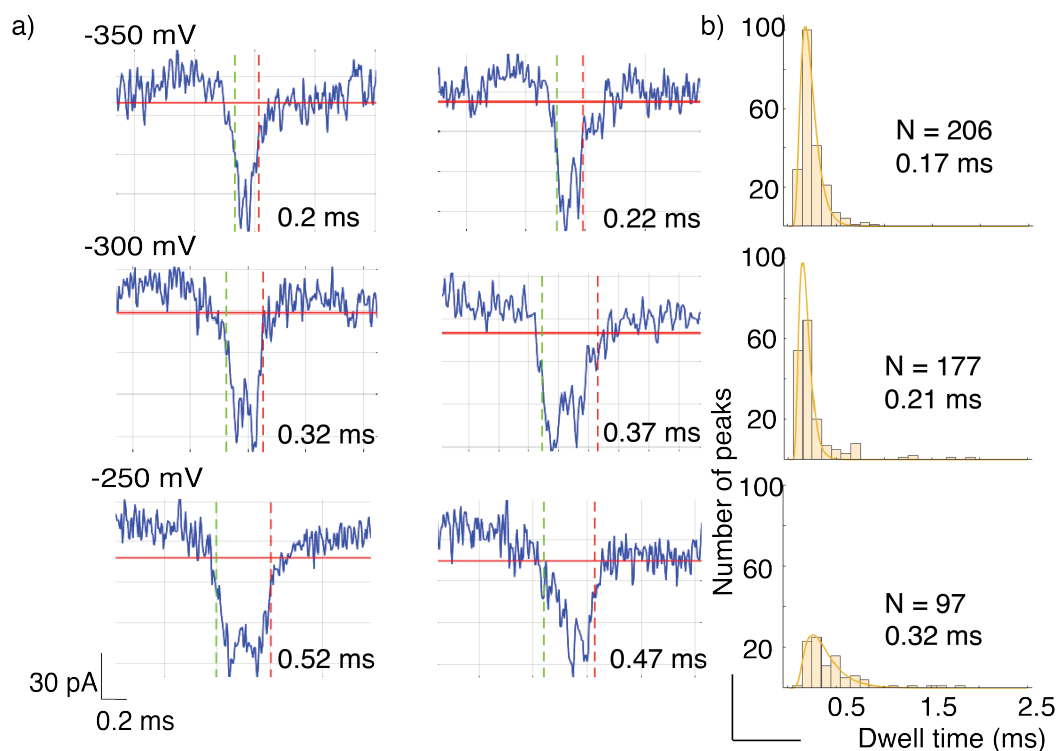 a)
-350 mV
0.2 ms
0.22 ms
-300 mV
0.32 ms
0.37 ms
-250 mV
0.52 ms
0.47 ms
30 pA
0.2 ms
b)
Number of peaks
100
60
20
N = 206
0.17 ms
100
60
20
N = 177
0.21 ms
100
60
20
N = 97
0.32 ms
0.5 1.5 2.5
Dwell time (ms)